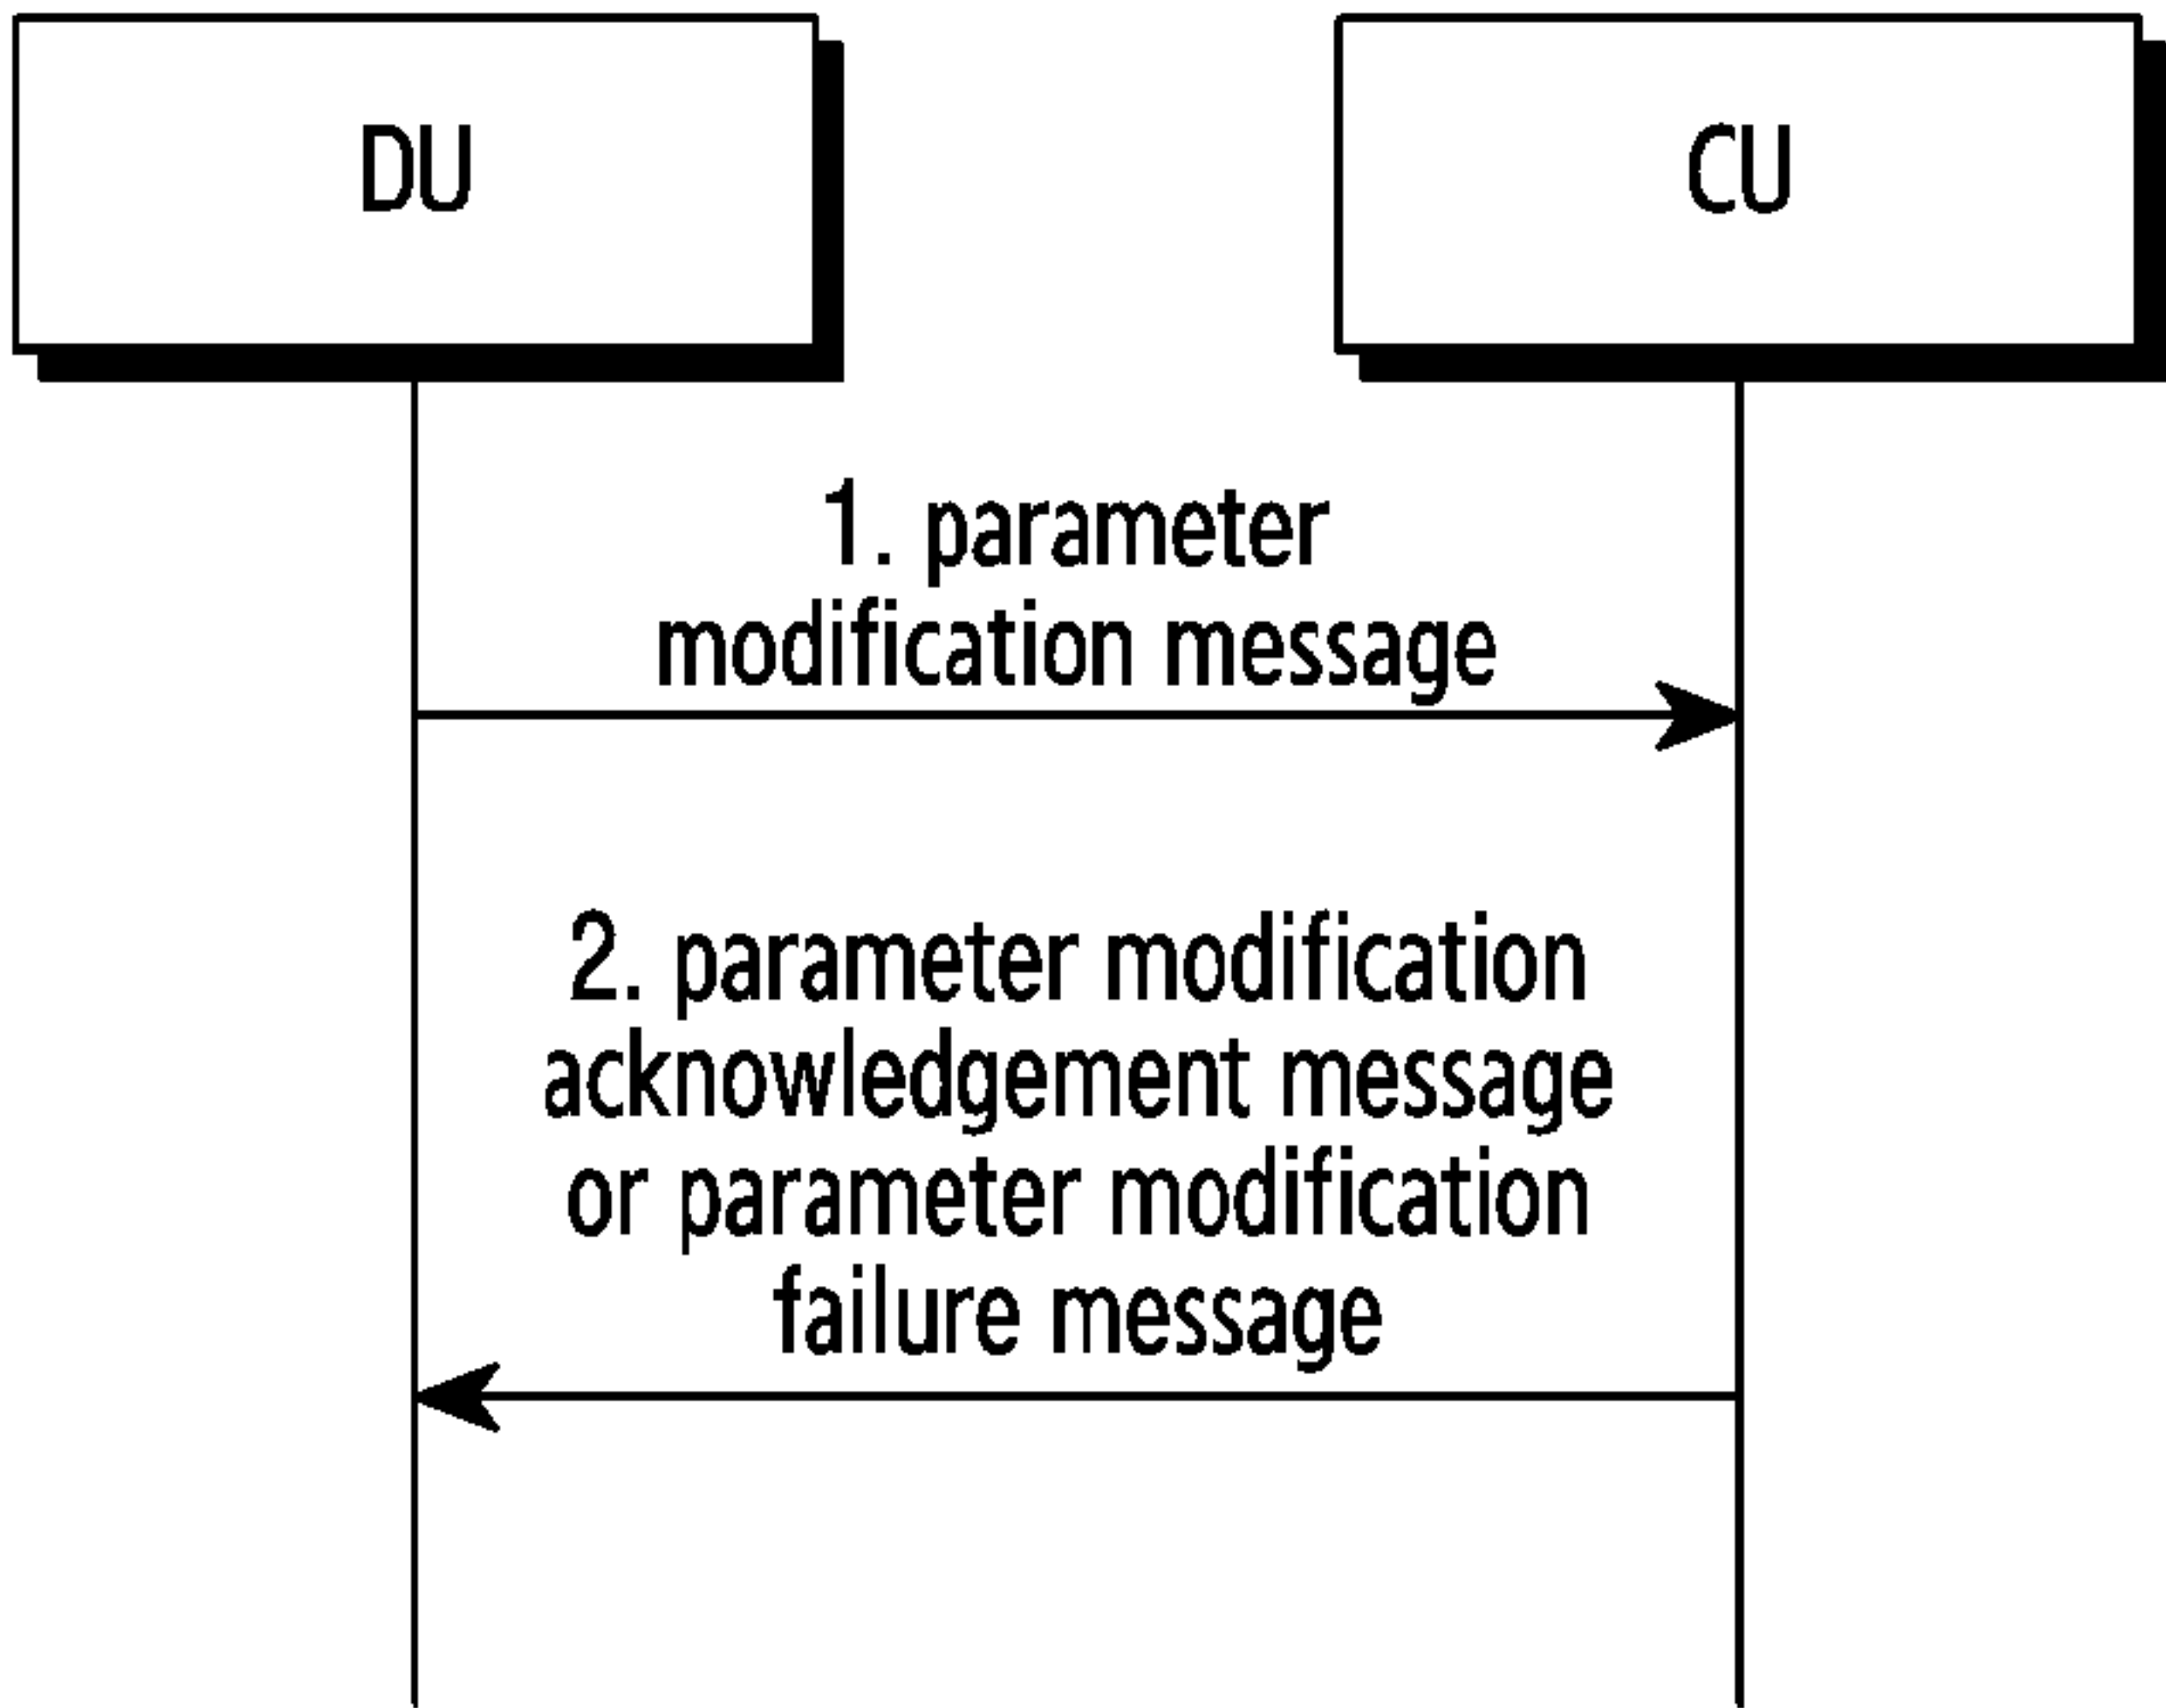 DU
CU
1. parameter
modification message
2. parameter modification
acknowledgement message
or parameter modification
failure message